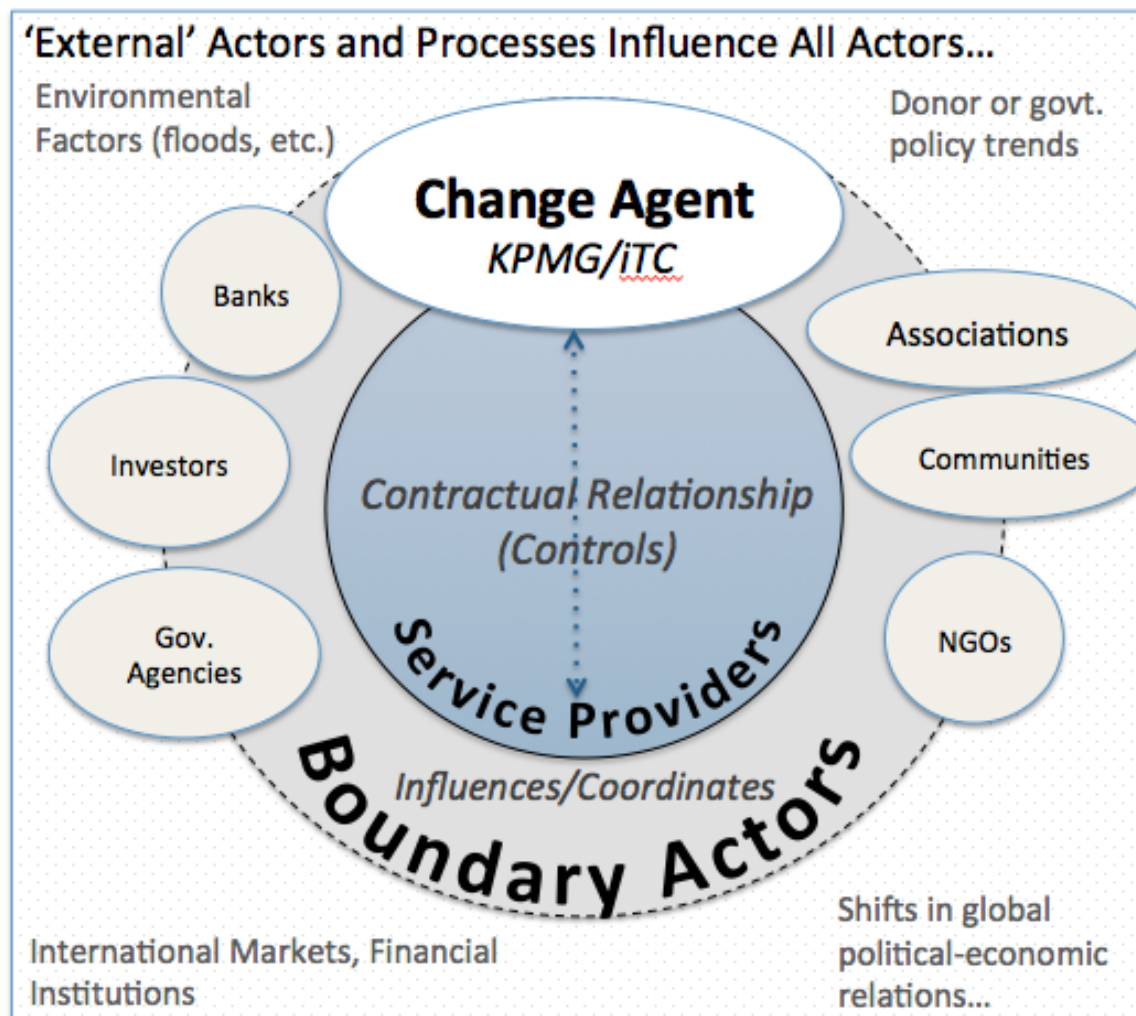 ‘External’ Actors and Processes Influence All Actors…
Environmental
Factors (floods, etc.)
Donor or govt.
policy trends
Change Agent
KPMG/iTC
Banks
Associations
Investors
Communities
Contractual Relationship
(Controls)
Gov.
Agencies
NGOs
Service Providers
Influences/Coordinates
Boundary Actors
International Markets, Financial
Institutions
Shifts in global
political-economic
relations…